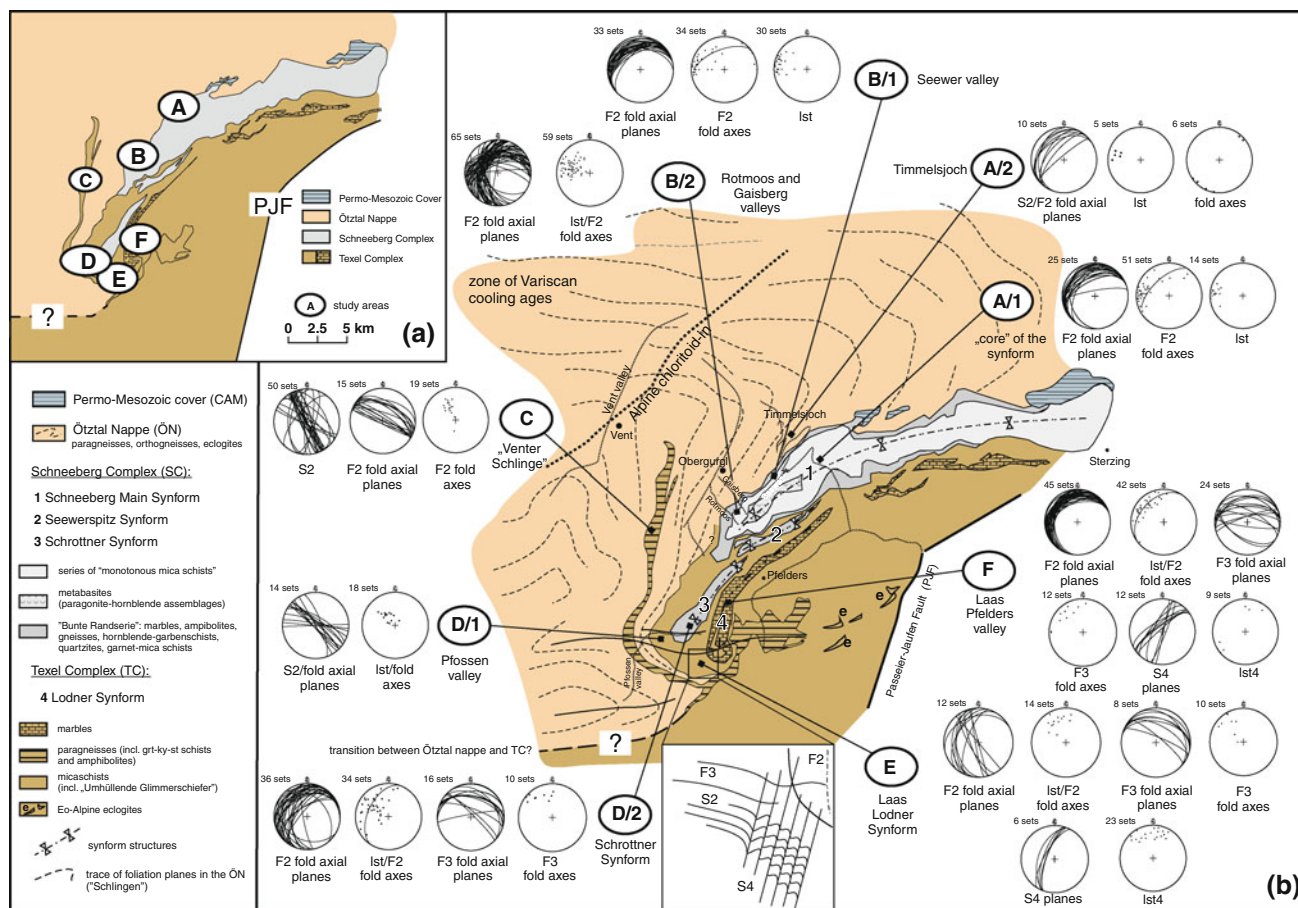 A
B
C
D
E
F
PJF
?
Permo-Mesozoic Cover
Ötztal Nappe
Schneeberg Complex
Texel Complex
A study areas
0 2.5 5 km
(a)
Permo-Mesozoic cover (CAM)
Ötztal Nappe (ÖN)
paragneisses, orthogneisses, eclogites
Schneeberg Complex (SC):
1 Schneeberg Main Synform
2 Seewerspitz Synform
3 Schrottner Synform
series of "monotonous mica schists"
metabasites
(paragonite-hornblende assemblages)
"Bunte Randserie": marbles, ampibolites,
gneisses, hornblende-garbenschists,
quartzites, garnet-mica schists
Texel Complex (TC):
4 Lodner Synform
marbles
paragneisses (incl. grt-ky-st schists
and amphibolites)
micaschists
(incl. „Umhüllende Glimmerschiefer")
e Eo-Alpine eclogites
synform structures
trace of foliation planes in the ÖN
("Schlingen")
33 sets 34 sets 30 sets
F2 fold axial
planes
F2
fold axes
lst
B/1 Seewer valley
65 sets 59 sets
F2 fold axial
planes
lst/F2
fold axes
B/2 Rotmoos and
Gaisberg
valleys
10 sets 5 sets 6 sets
Timmelsjoch A/2
S2/F2 fold axial
planes
lst
fold axes
25 sets 51 sets 14 sets
A/1
„core" of the
synform
F2 fold axial
planes
F2
fold axes
lst
zone of Variscan
cooling ages
Alpine chloritoid-in
Vent valley
Vent
Timmelsjoch
Obergurgl
Gaisberg
Rotmoos
?
Sterzing
Pfelders
1
2
3
4
e
e
e
Passeier-Jaufen Fault (PJF)
Pfossen
valley
50 sets 15 sets 19 sets
S2
F2 fold axial
planes
F2 fold
axes
C
„Venter
Schlinge"
14 sets 18 sets
S2/fold axial
planes
lst/fold
axes
D/1
Pfossen
valley
transition between Ötztal nappe and TC?
?
36 sets 34 sets 16 sets 10 sets
F2 fold axial
planes
lst/F2
fold axes
F3 fold axial
planes
F3
fold axes
D/2
Schrottner
Synform
F3
F2
S2
S4
45 sets 42 sets 24 sets
F2 fold axial
planes
lst/F2
fold axes
F3 fold axial
planes
F
Laas
Pfelders
valley
12 sets 12 sets 9 sets
F3
fold axes
S4
planes
lst4
12 sets 14 sets 8 sets 10 sets
F2 fold axial
planes
lst/F2
fold axes
F3 fold axial
planes
F3
fold axes
E
Laas
Lodner
Synform
6 sets 23 sets
S4 planes
lst4
(b)